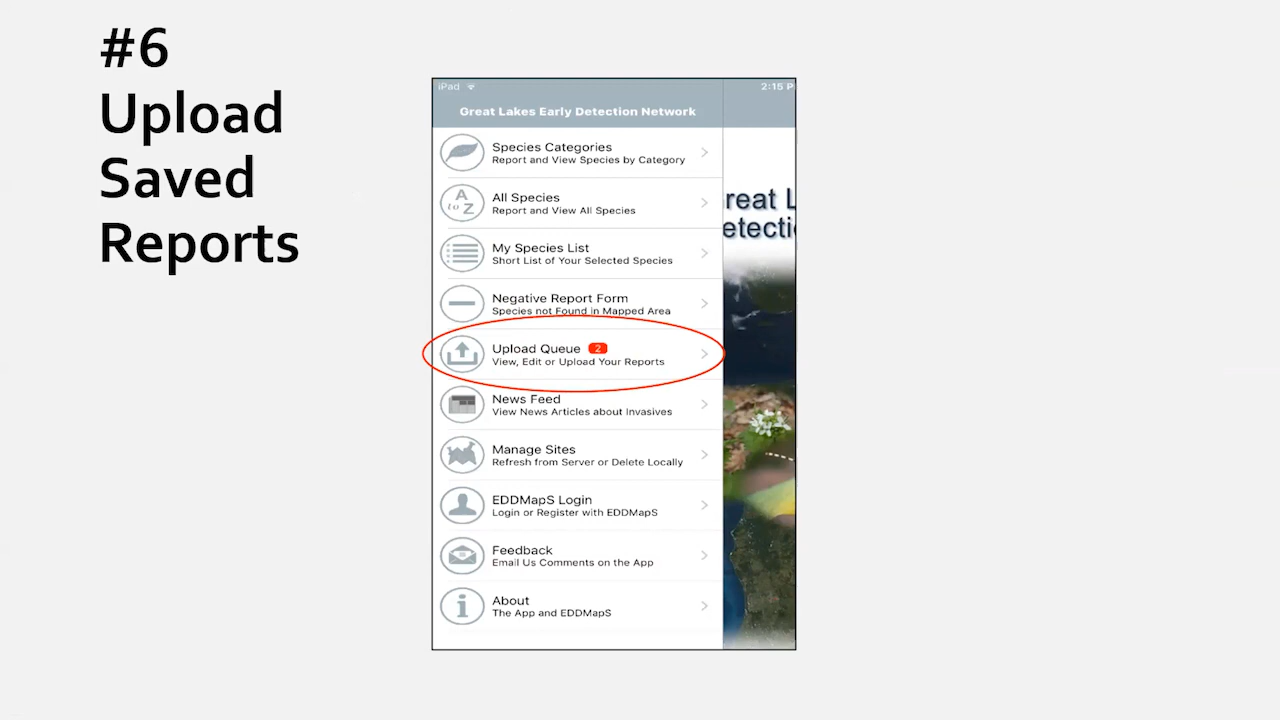 #6
Upload
Saved
Reports
iPad
2:15 P
Great Lakes Early Detection Network
Species Categories
Report and View Species by Category
A
to Z
All Species
Report and View All Species
My Species List
Short List of Your Selected Species
Negative Report Form
Species not Found in Mapped Area
Upload Queue 2
View, Edit or Upload Your Reports
News Feed
View News Articles about Invasives
Manage Sites
Refresh from Server or Delete Locally
EDDMapS Login
Login or Register with EDDMapS
Feedback
Email Us Comments on the App
i
About
The App and EDDMapS
reat L
etectic